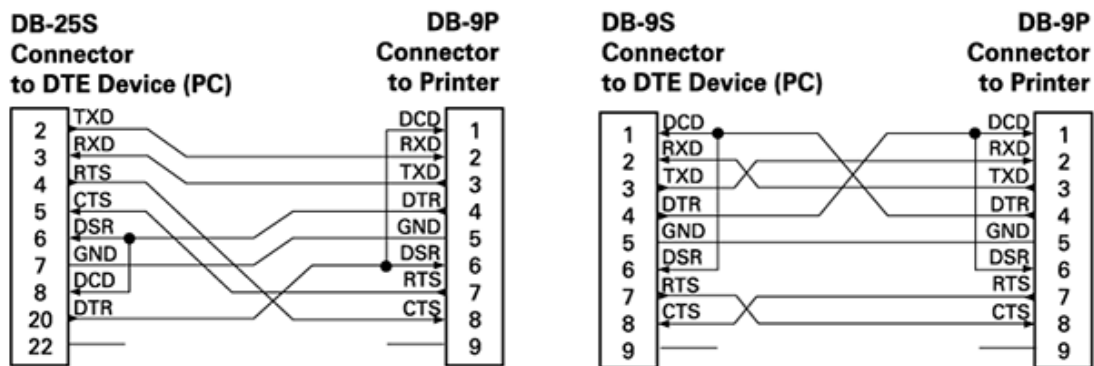 DB-25S
Connector
to DTE Device (PC)
DB-9P
Connector
to Printer
2 TXD
3 RXD
4 RTS
5 CTS
6 DSR
7 GND
8 DCD
20 DTR
22
DCD 1
RXD 2
TXD 3
DTR 4
GND 5
DSR 6
RTS 7
CTS 8
9
DB-9S
Connector
to DTE Device (PC)
DB-9P
Connector
to Printer
1 DCD
2 RXD
3 TXD
4 DTR
5 GND
6 DSR
7 RTS
8 CTS
9
DCD 1
RXD 2
TXD 3
DTR 4
GND 5
DSR 6
RTS 7
CTS 8
9